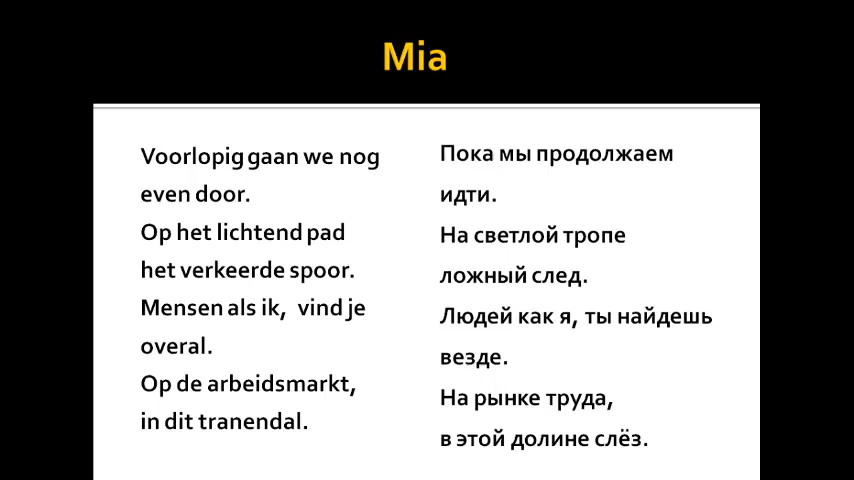 Mia
Voorlopig gaan we nog
even door.
Op het lichtend pad
het verkeerde spoor.
Mensen als ik, vind je
overal.
Op de arbeidsmarkt,
in dit tranendal.
Пока мы продолжаем
идти.
На светлой тропе
ложный след.
Людей как я, ты найдешь
везде.
На рынке труда,
в этой долине слёз.